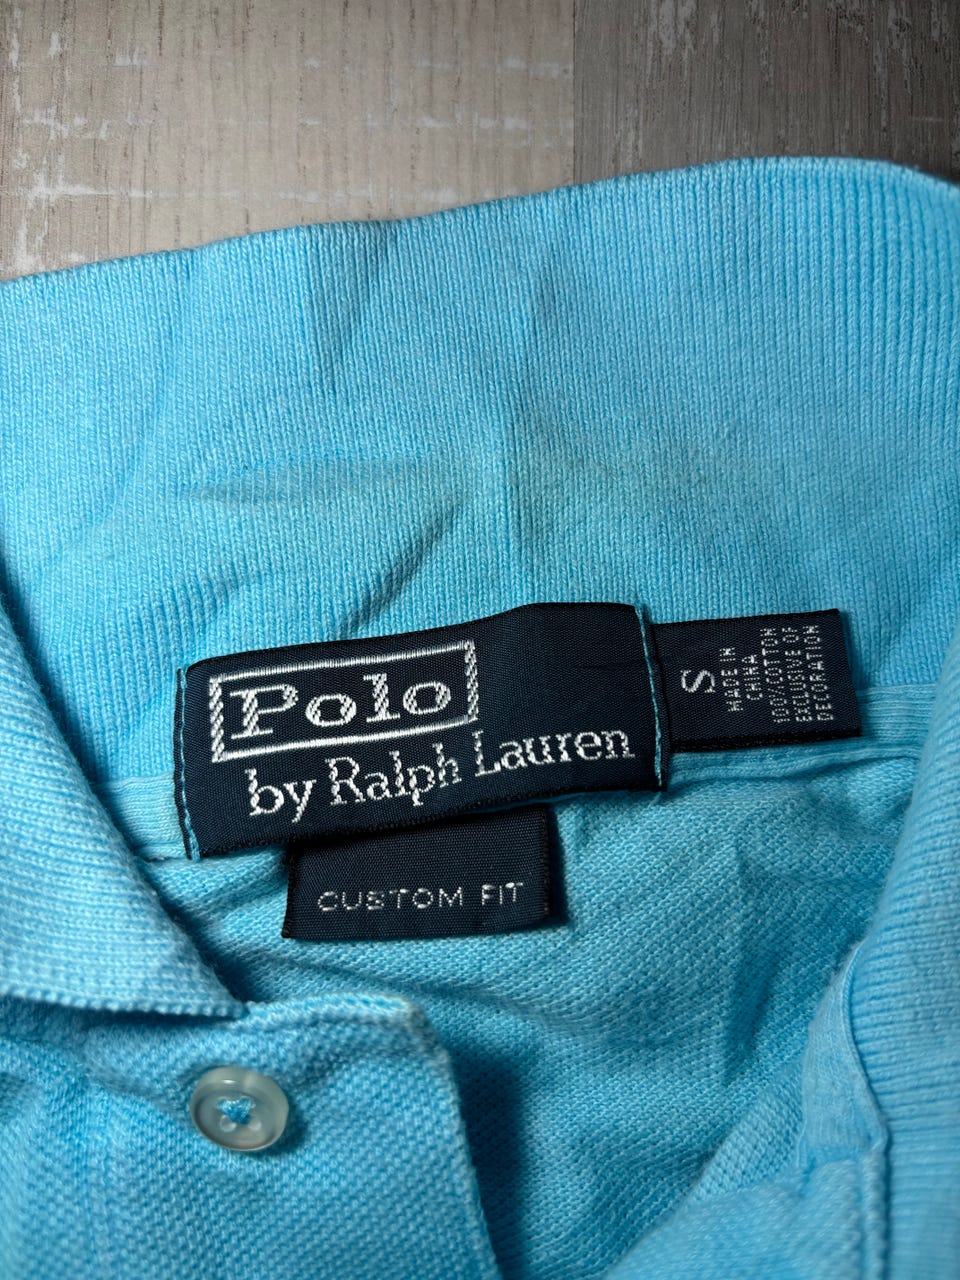 Polo
by Ralph Lauren
S
MADE IN
CHINA
100%COTTON
EXCLUSIVE OF
DECORATION
CUSTOM FIT